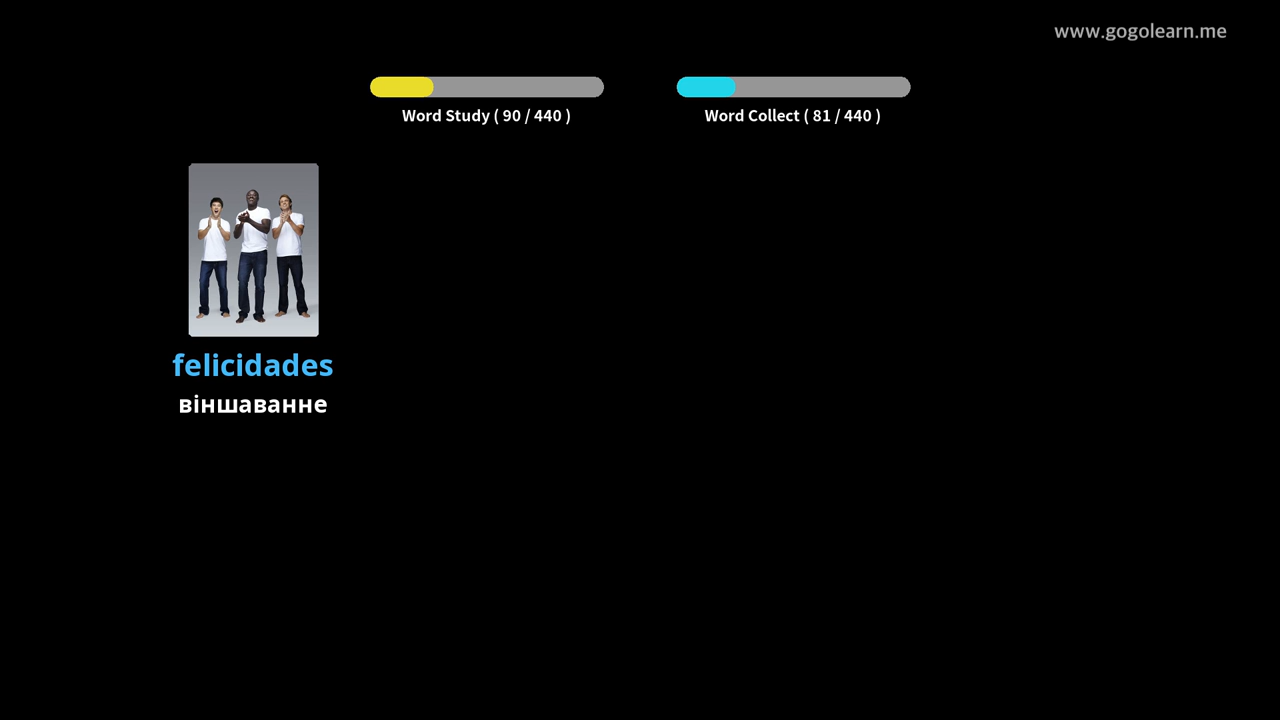 www.gogolearn.me
Word Study ( 90 / 440 )
Word Collect ( 81 / 440 )
felicidades
віншаванне